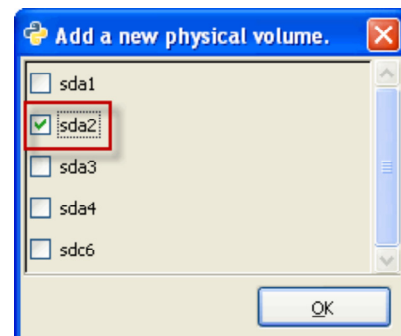 Add a new physical volume.
sda1
sda2
sda3
sda4
sdc6
OK